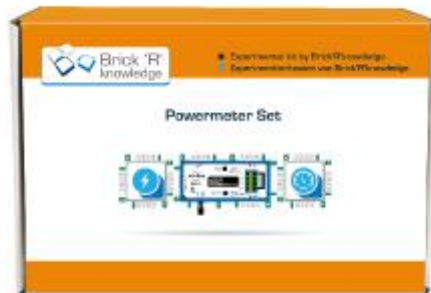 Brick 'R'
knowledge
Experimental kit by Brick'R'knowledge
Experimentierkasten von Brick'R'knowledge
Powermeter Set